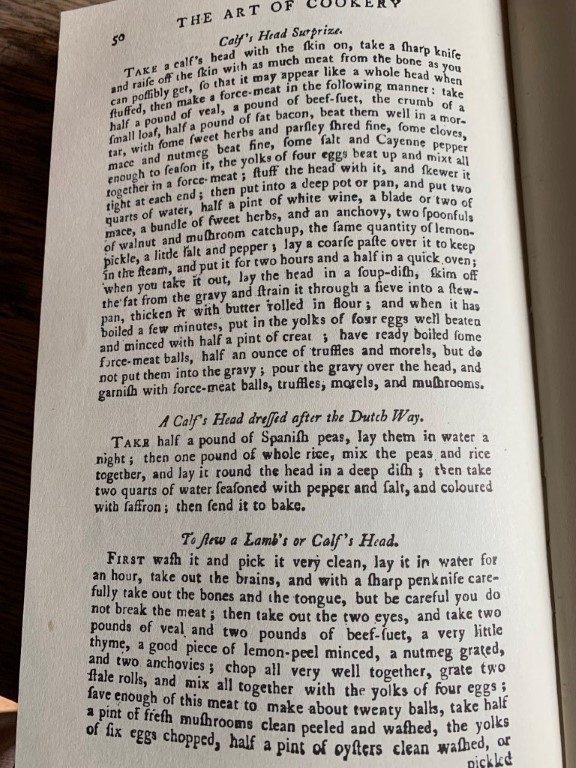 50 THE ART OF COOKERY
Calf's Head Surprize.
TAKE a calf's head with the ſkin on, take a ſharp knife
and raiſe off the ſkin with as much meat from the bone as you
can poſſibly get, ſo that it may appear like a whole head when
ſtuffed, then make a force-meat in the following manner: take
half a pound of veal, a pound of beef-ſuet, the crumb of a
ſmall loaf, half a pound of fat bacon, beat them well in a mor-
tar, with ſome ſweet herbs and parſley ſhred fine, ſome cloves,
mace and nutmeg beat fine, ſome ſalt and Cayenne pepper
enough to ſeaſon it, the yolks of four eggs beat up and mixt all
together in a force-meat; ſtuff the head with it, and ſkewer it
tight at each end; then put into a deep pot or pan, and put two
quarts of water, half a pint of white wine, a blade or two of
mace, a bundle of ſweet herbs, and an anchovy, two ſpoonfuls
of walnut and muſhroom catchup, the ſame quantity of lemon-
pickle, a little ſalt and pepper; lay a coarſe paſte over it to keep
in the ſteam, and put it for two hours and a half in a quick oven;
when you take it out, lay the head in a ſoup-diſh, ſkim off
the fat from the gravy and ſtrain it through a ſieve into a ſtew-
pan, thicken it with butter rolled in flour; and when it has
boiled a few minutes, put in the yolks of four eggs well beaten
and minced with half a pint of crear ; have ready boiled ſome
force-meat balls, half an ounce of truffles and morels, but do
not put them into the gravy; pour the gravy over the head, and
garniſh with force-meat balls, truffles, morels, and muſhrooms.
A Calf's Head dreſſed after the Dutch Way.
TAKE half a pound of Spaniſh peas, lay them in water a
night; then one pound of whole rice, mix the peas and rice
together, and lay it round the head in a deep diſh; then take
two quarts of water ſeaſoned with pepper and ſalt, and coloured
with ſaffron; then ſend it to bake.
To ſtew a Lamb's or Calf's Head.
FIRST waſh it and pick it very clean, lay it in water for
an hour, take out the brains, and with a ſharp penknife care-
fully take out the bones and the tongue, but be careful you do
not break the meat; then take out the two eyes, and take two
pounds of veal and two pounds of beef-ſuet, a very little
thyme, a good piece of lemon-peel minced, a nutmeg grated,
and two anchovies; chop all very well together, grate two
ſtale rolls, and mix all together with the yolks of four eggs;
ſave enough of this meat to make about twenty balls, take half
a pint of freſh muſhrooms clean peeled and waſhed, the yolks
of ſix eggs chopped, half a pint of oyſters clean waſhed, or
pickled